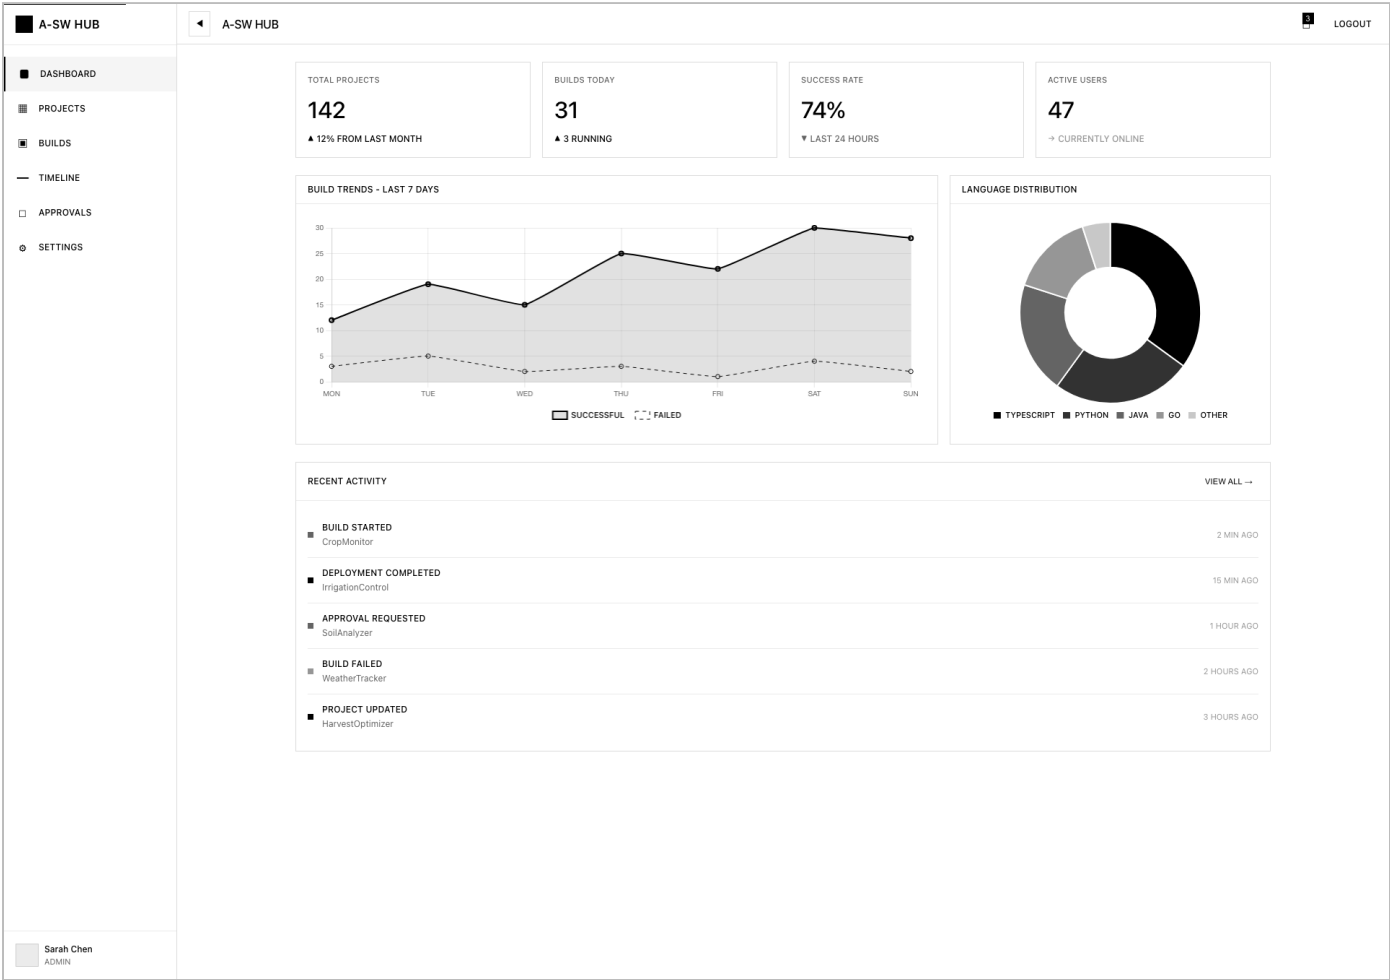 A-SW HUB
A-SW HUB
3
LOGOUT
DASHBOARD
PROJECTS
BUILDS
TIMELINE
APPROVALS
SETTINGS
TOTAL PROJECTS
142
▲ 12% FROM LAST MONTH
BUILDS TODAY
31
▲ 3 RUNNING
SUCCESS RATE
74%
▼ LAST 24 HOURS
ACTIVE USERS
47
→ CURRENTLY ONLINE
BUILD TRENDS - LAST 7 DAYS
30
25
20
15
10
5
0
MON TUE WED THU FRI SAT SUN
SUCCESSFUL FAILED
LANGUAGE DISTRIBUTION
TYPESCRIPT PYTHON JAVA GO OTHER
RECENT ACTIVITY
VIEW ALL →
BUILD STARTED
CropMonitor
2 MIN AGO
DEPLOYMENT COMPLETED
IrrigationControl
15 MIN AGO
APPROVAL REQUESTED
SoilAnalyzer
1 HOUR AGO
BUILD FAILED
WeatherTracker
2 HOURS AGO
PROJECT UPDATED
HarvestOptimizer
3 HOURS AGO
Sarah Chen
ADMIN